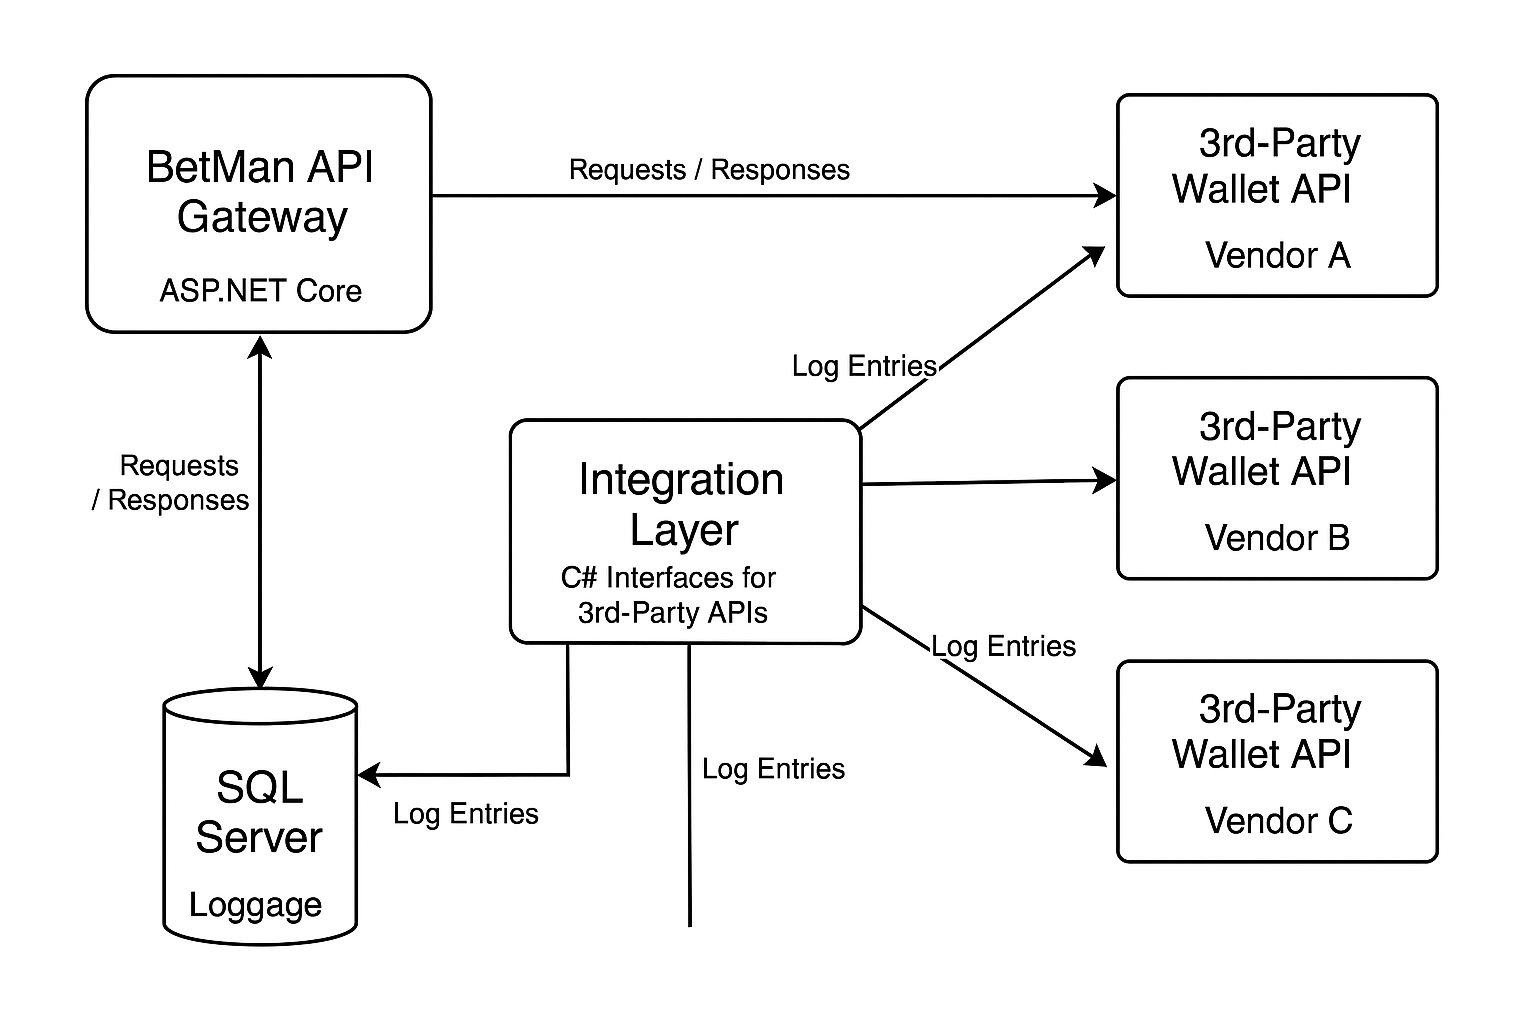 BetMan API
Gateway
ASP.NET Core
Requests / Responses
3rd-Party
Wallet API
Vendor A
Requests
/ Responses
Log Entries
Integration
Layer
C# Interfaces for
3rd-Party APIs
3rd-Party
Wallet API
Vendor B
Log Entries
3rd-Party
Wallet API
Vendor C
SQL
Server
Loggage
Log Entries
Log Entries